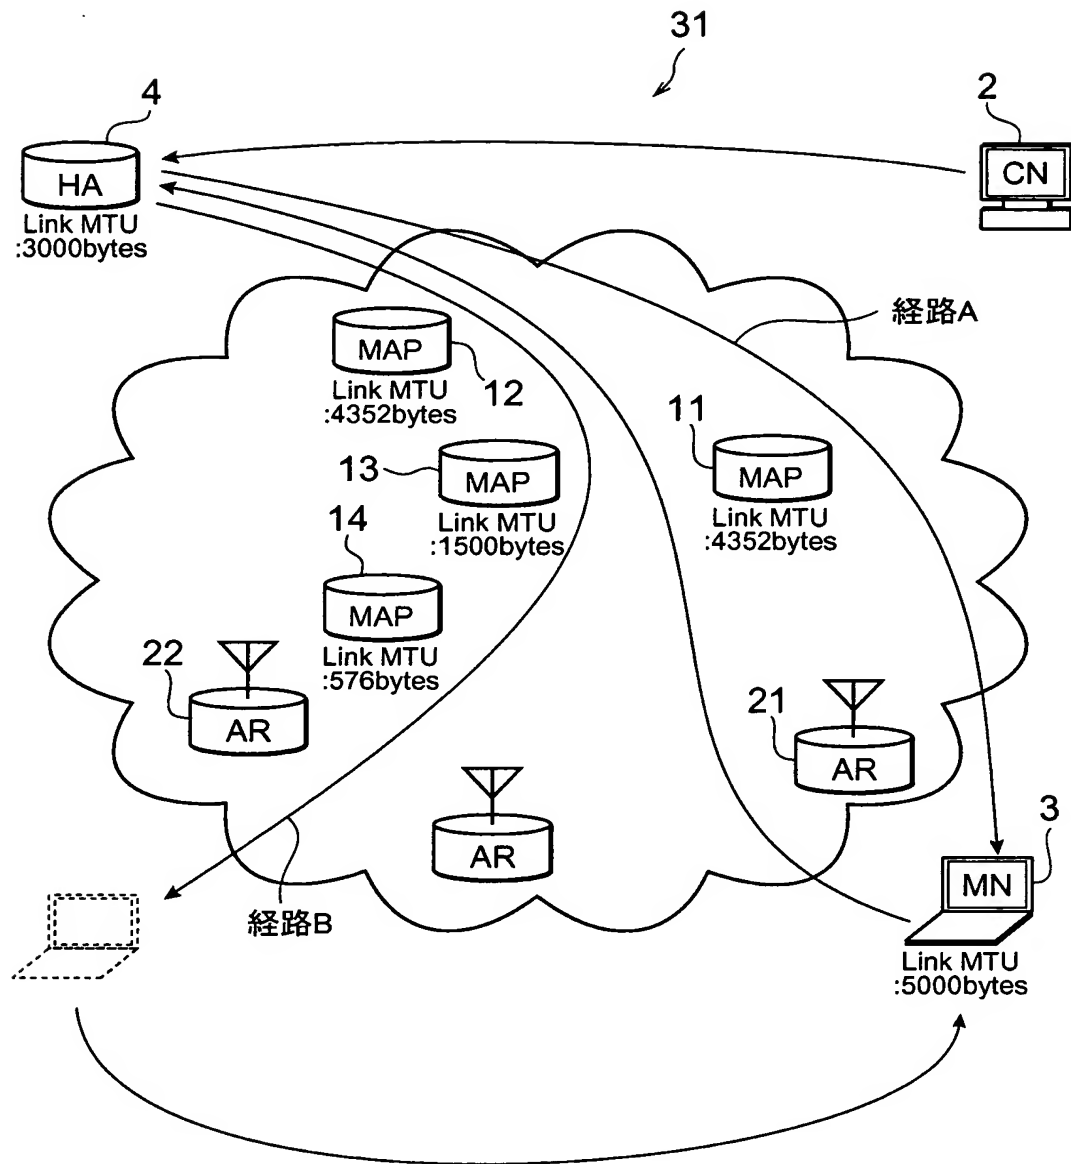 31
4
2
HA
CN
Link MTU
:3000bytes
経路A
MAP
12
Link MTU
:4352bytes
11
13
MAP
MAP
Link MTU
:1500bytes
Link MTU
:4352bytes
14
MAP
Link MTU
:576bytes
22
AR
21
AR
AR
3
MN
経路B
Link MTU
:5000bytes